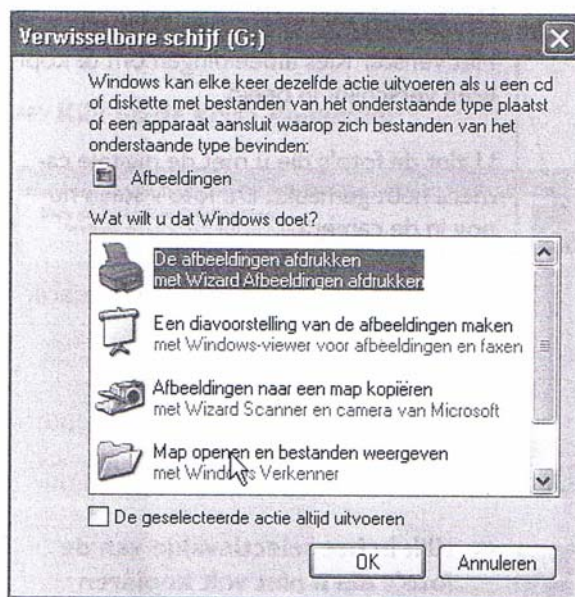 Verwisselbare schijf (G:)
Windows kan elke keer dezelfde actie uitvoeren als u een cd
of diskette met bestanden van het onderstaande type plaatst
of een apparaat aansluit waarop zich bestanden van het
onderstaande type bevinden:
Afbeeldingen
Wat wilt u dat Windows doet?
De afbeeldingen afdrukken
met Wizard Afbeeldingen afdrukken
Een diavoorstelling van de afbeeldingen maken
met Windows-viewer voor afbeeldingen en faxen
Afbeeldingen naar een map kopiëren
met Wizard Scanner en camera van Microsoft
Map openen en bestanden weergeven
met Windows Verkenner
De geselecteerde actie altijd uitvoeren
OK
Annuleren